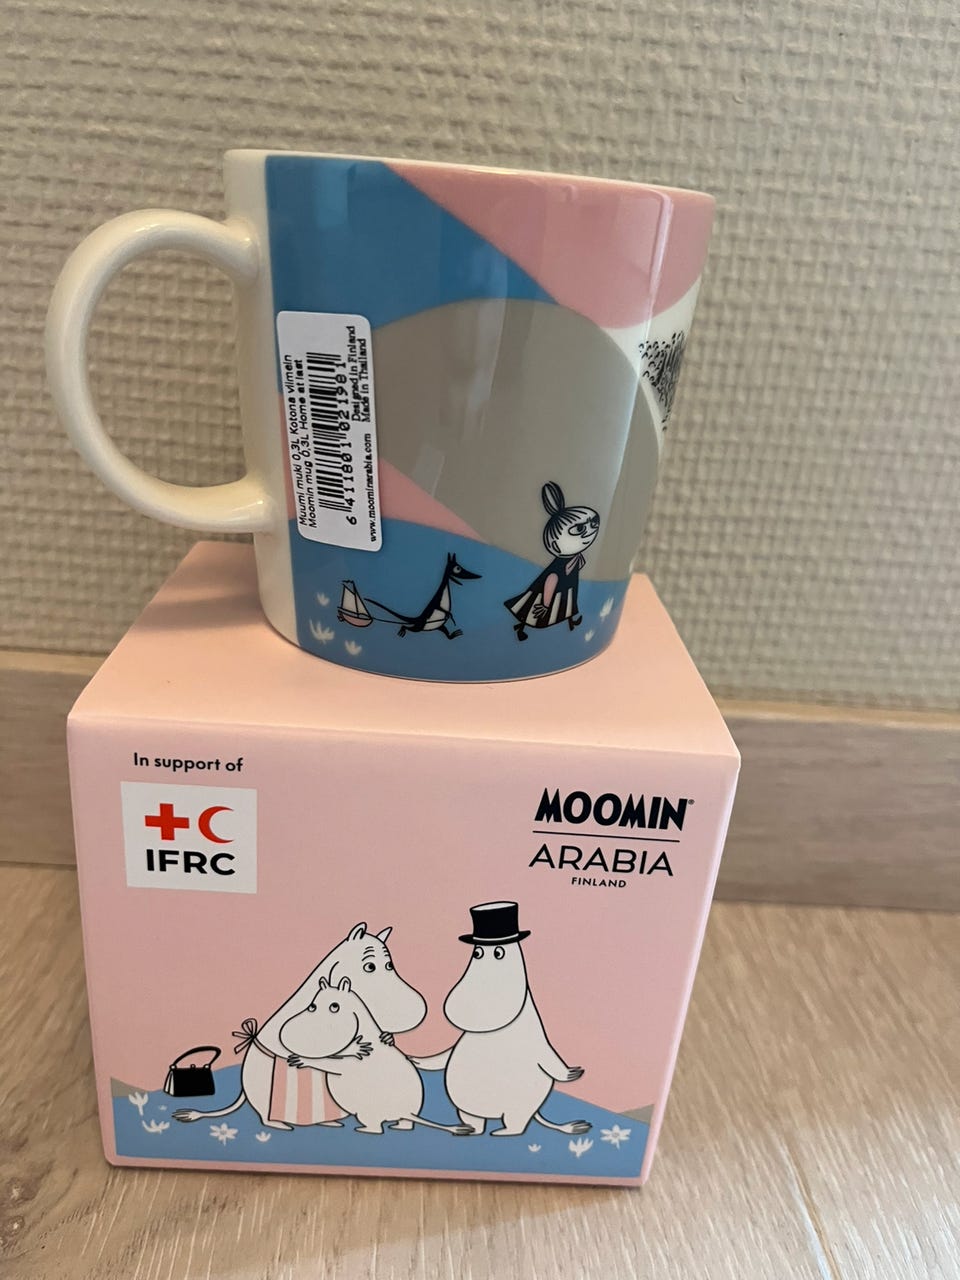 Muumi muki 0,3L Kotona viimein
Moomin mug 0,3L Home at last
6 411801 021981
Designed in Finland
Made in Thailand
www.moominarabia.com
In support of
IFRC
MOOMIN®
ARABIA
FINLAND